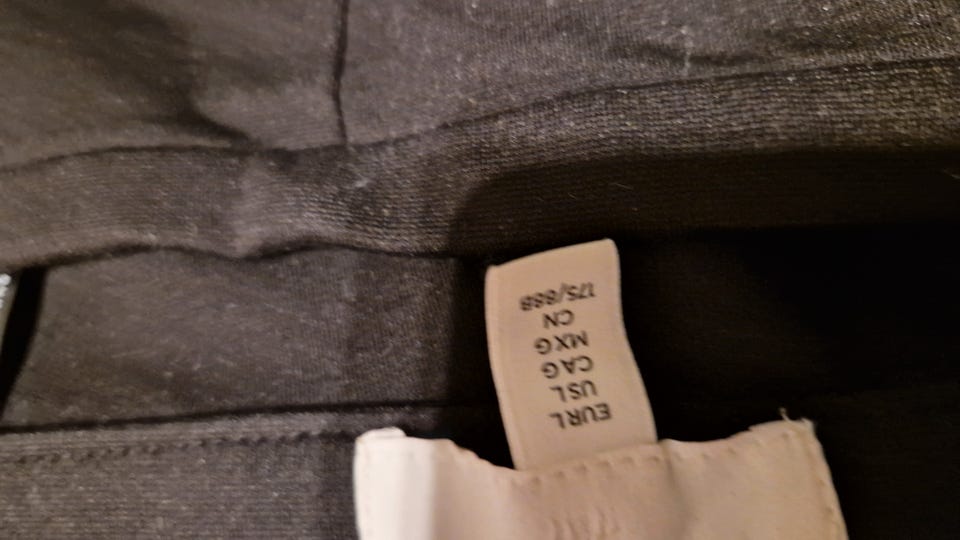 EUR L
US L
CA G
MX G
CN
175/88B